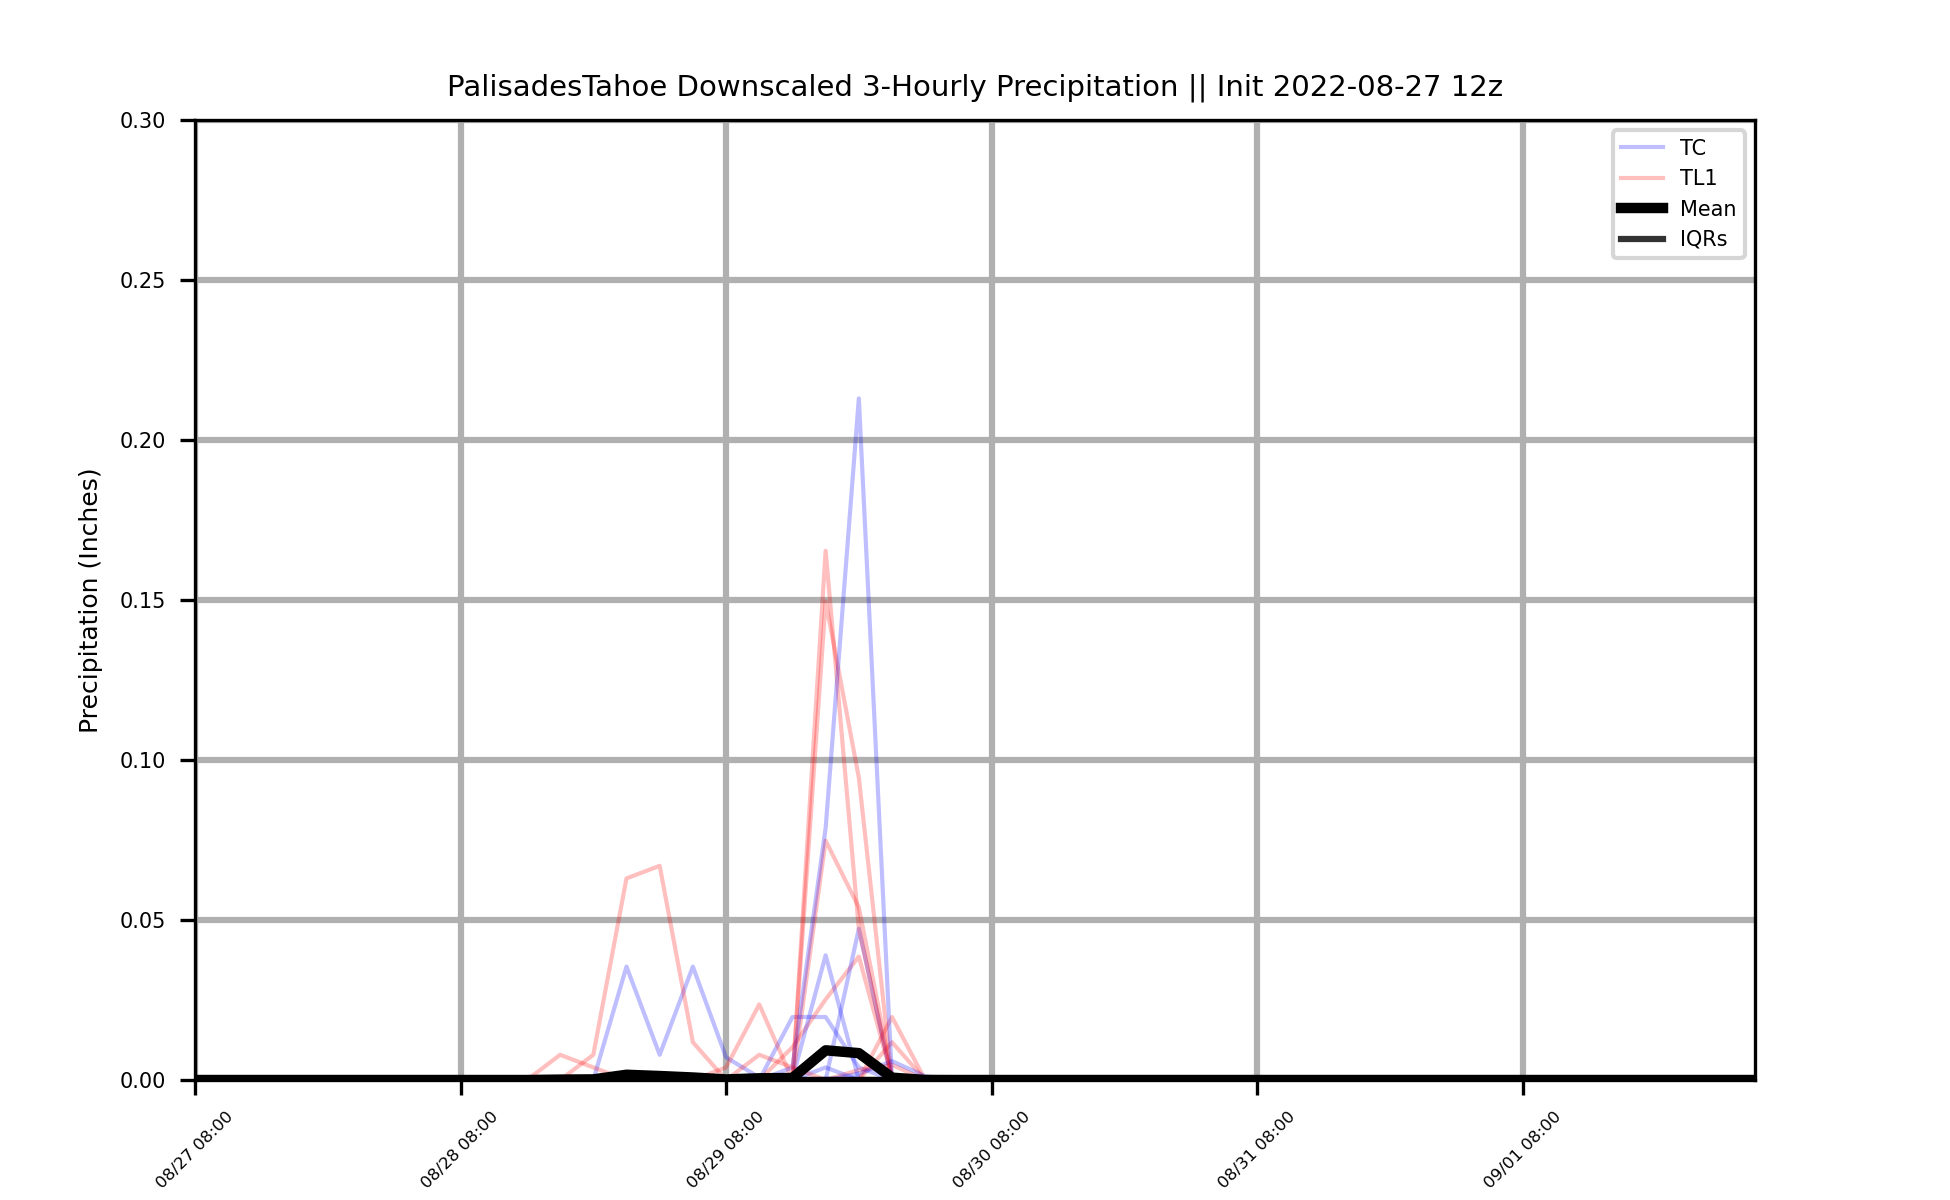 PalisadesTahoe Downscaled 3-Hourly Precipitation || Init 2022-08-27 12z
0.30
0.25
0.20
0.15
0.10
0.05
0.00
Precipitation (Inches)
TC
TL1
Mean
IQRs
08/27 08:00
08/28 08:00
08/29 08:00
08/30 08:00
08/31 08:00
09/01 08:00